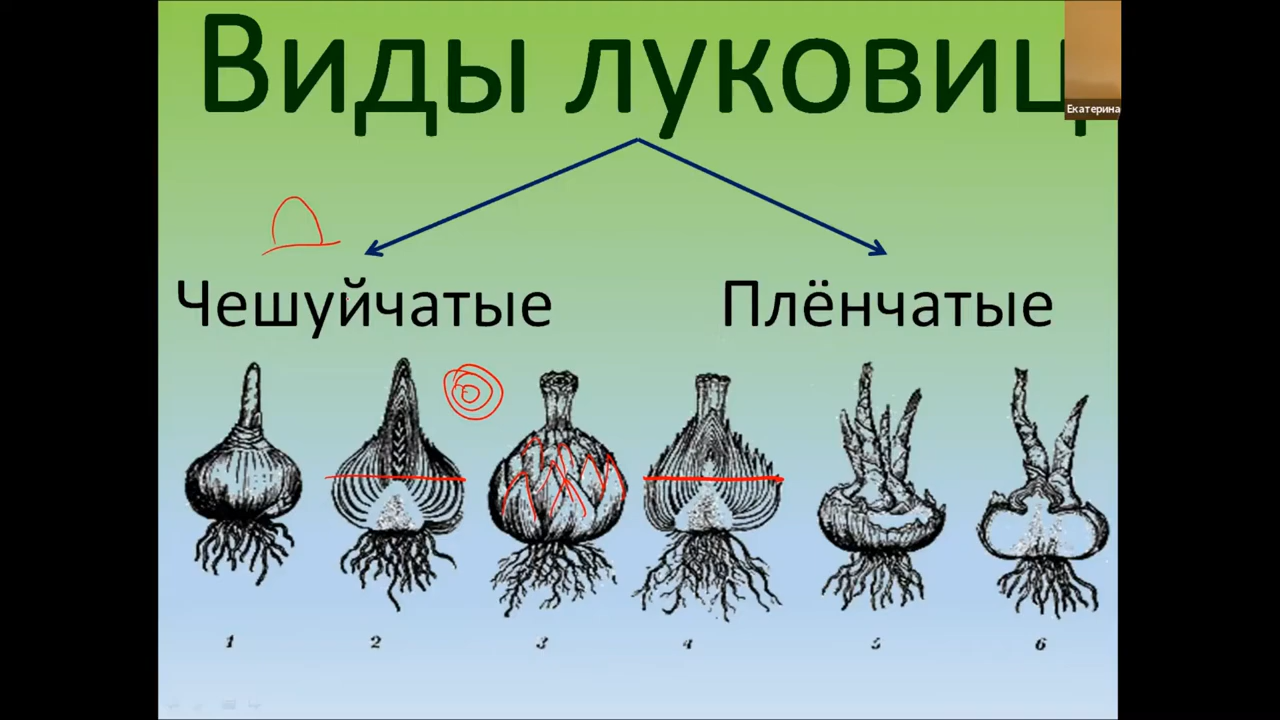 Виды луковиц
Екатерина
Чешуйчатые
Плёнчатые
1 2 3 4 5 6